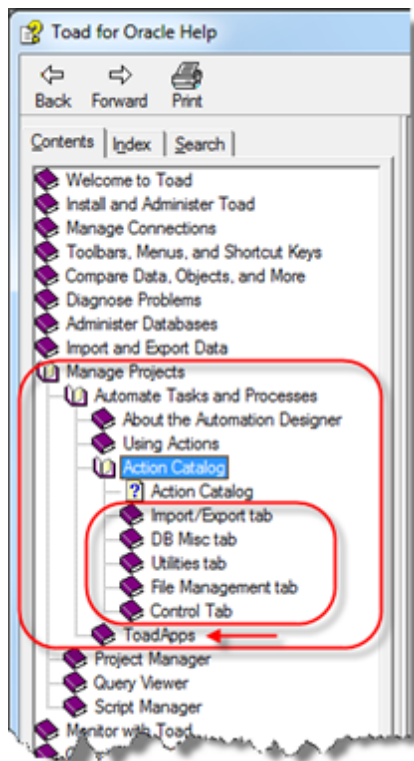 Toad for Oracle Help
Back Forward Print
Contents Index Search
Welcome to Toad
Install and Administer Toad
Manage Connections
Toolbars, Menus, and Shortcut Keys
Compare Data, Objects, and More
Diagnose Problems
Administer Databases
Import and Export Data
Manage Projects
Automate Tasks and Processes
About the Automation Designer
Using Actions
Action Catalog
Action Catalog
Import/Export tab
DB Misc tab
Utilities tab
File Management tab
Control Tab
ToadApps
Project Manager
Query Viewer
Script Manager
Monitor with Toad